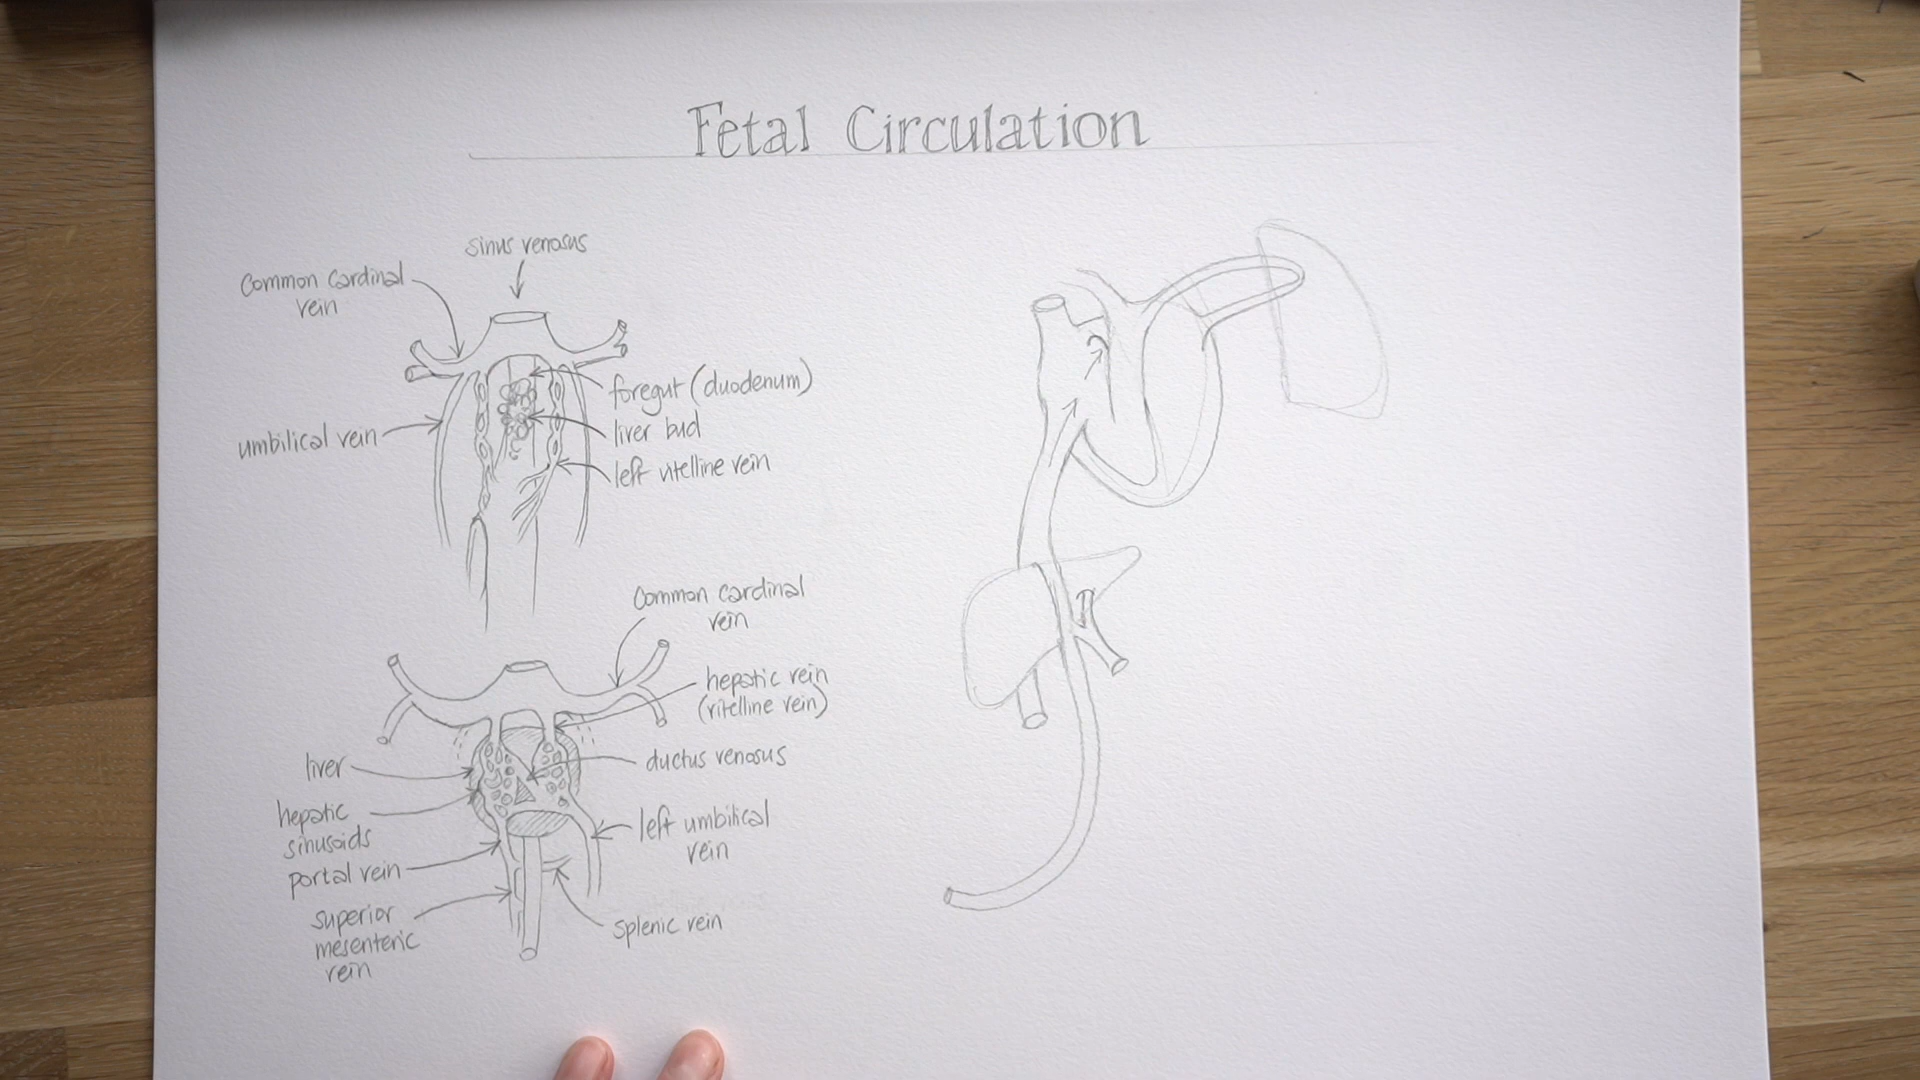 Fetal Circulation
sinus venosus
Common cardinal
vein
foregut (duodenum)
umbilical vein
liver bud
left vitelline vein
Common cardinal
vein
hepatic vein
(vitelline vein)
liver
ductus venosus
hepatic
sinusoids
left umbilical
vein
portal vein
superior
mesenteric
vein
splenic vein